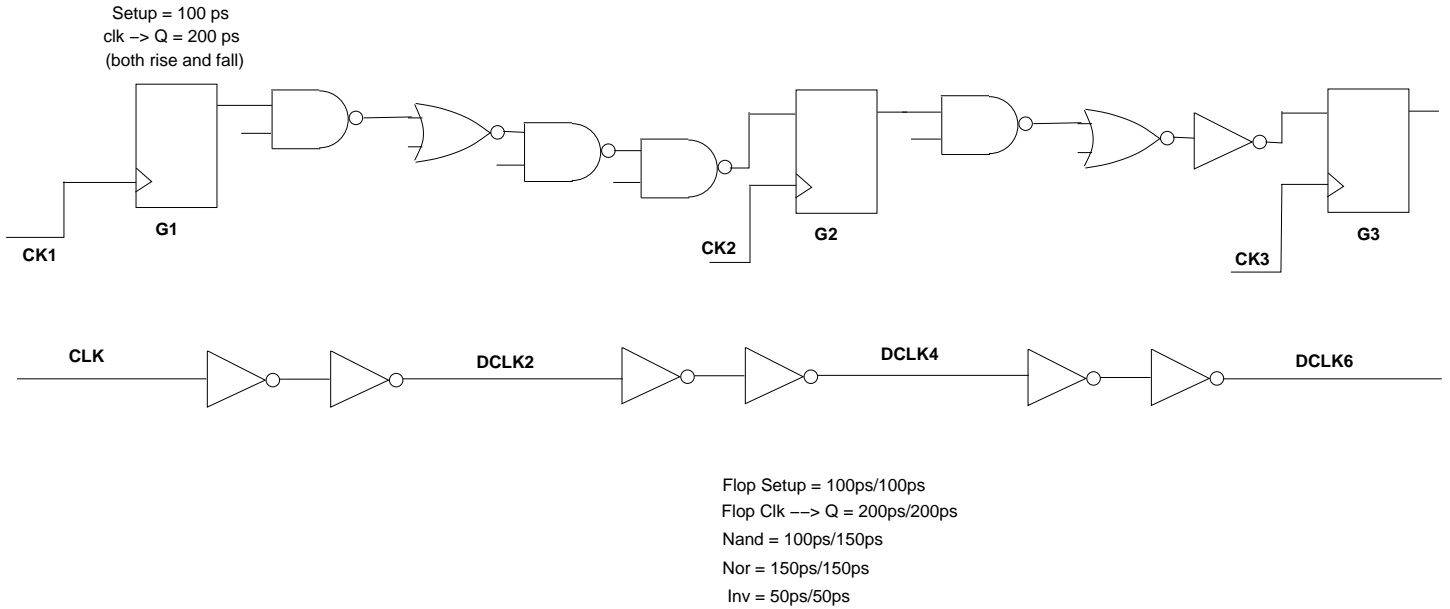 Setup = 100 ps
clk −> Q = 200 ps
(both rise and fall)
G1
G2
G3
CK1
CK2
CK3
CLK
DCLK2
DCLK4
DCLK6
Flop Setup = 100ps/100ps
Flop Clk −−> Q = 200ps/200ps
Nand = 100ps/150ps
Nor = 150ps/150ps
Inv = 50ps/50ps